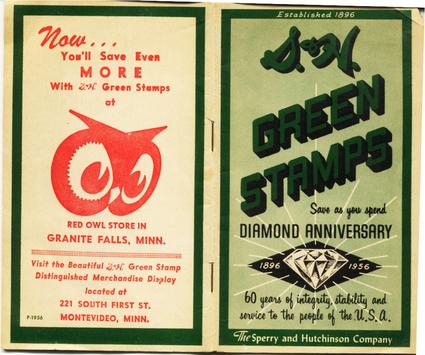 Now...
You'll Save Even
MORE
With S&H Green Stamps
at
RED OWL STORE IN
GRANITE FALLS, MINN.
Visit the Beautiful S&H Green Stamp
Distinguished Merchandise Display
located at
221 SOUTH FIRST ST.
MONTEVIDEO, MINN.
P-1956
Established 1896
S.&H.
GREEN
STAMPS
Save as you spend
DIAMOND ANNIVERSARY
1896 1956
60 years of integrity, stability and
service to the people of the U.S.A.
The Sperry and Hutchinson Company